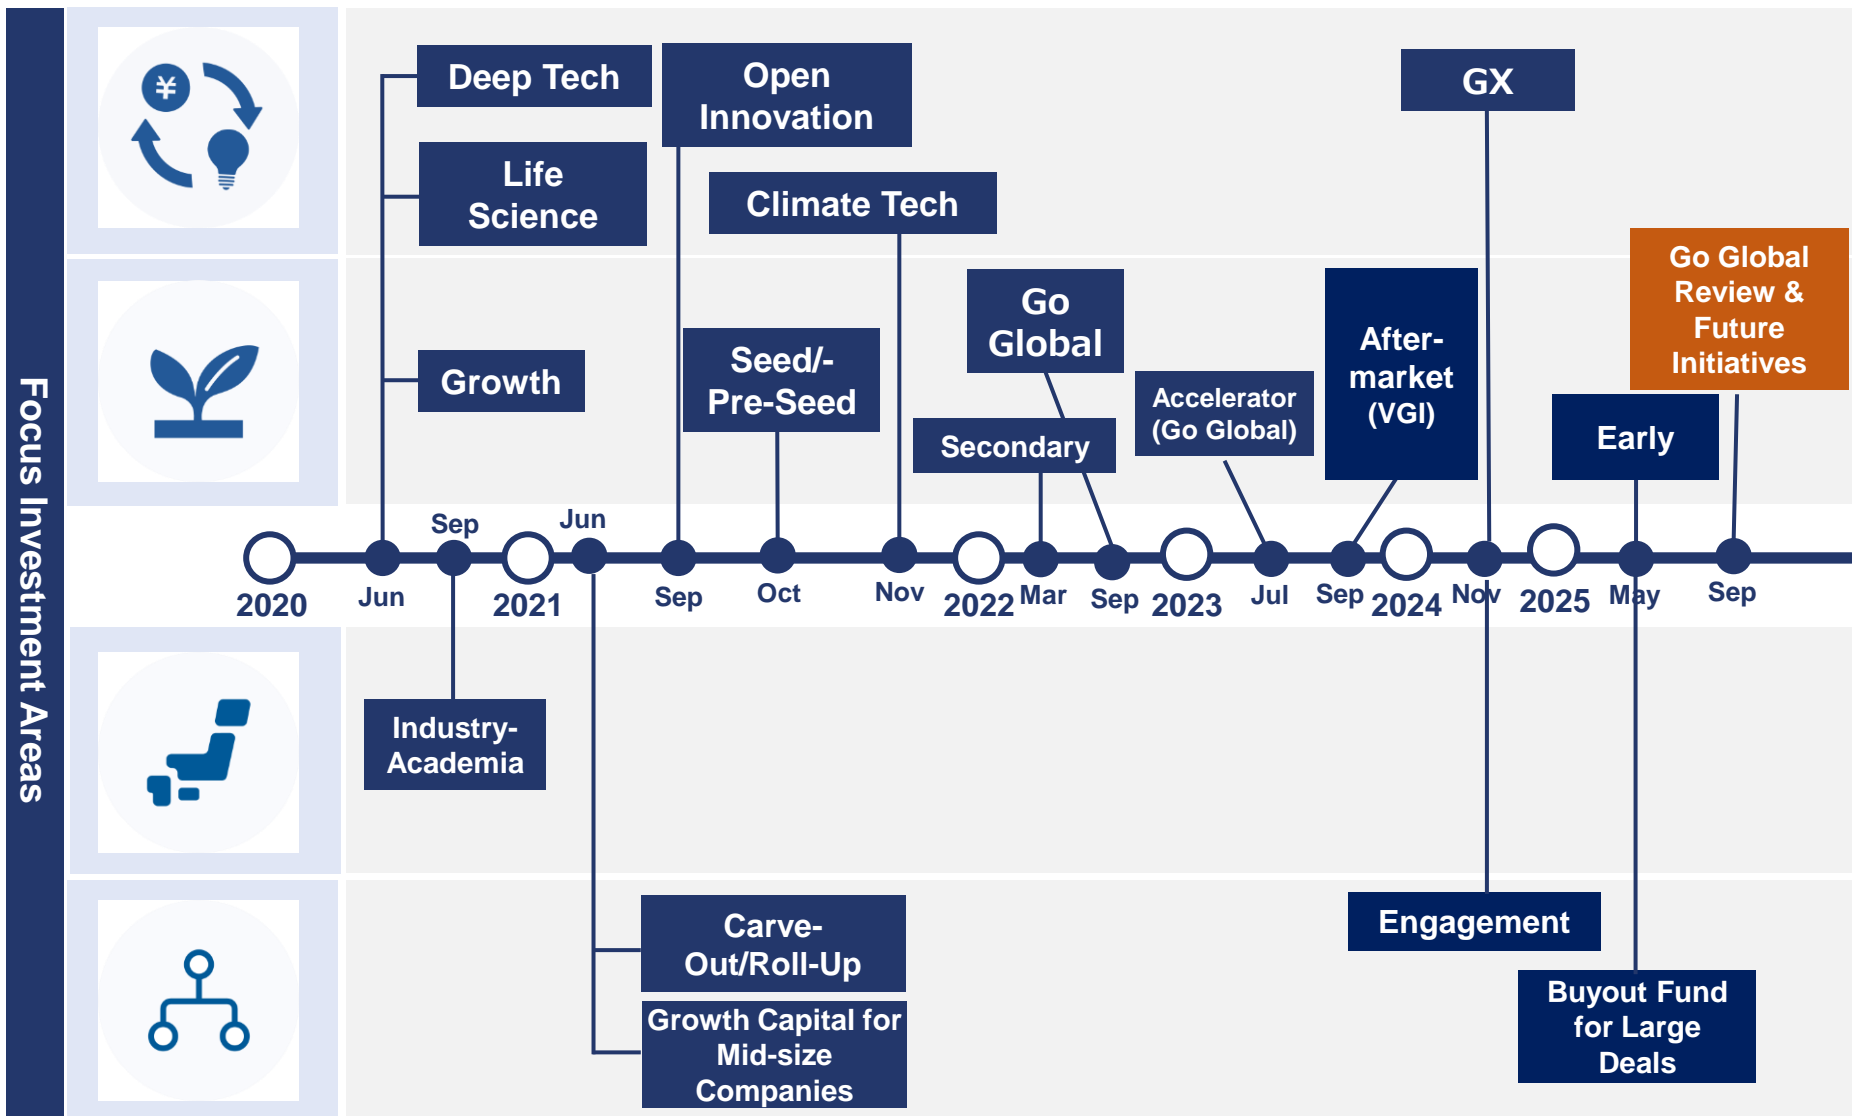 Focus Investment Areas
¥
Deep Tech
Open
Innovation
GX
Life
Science
Climate Tech
Go Global
Review &
Future
Initiatives
Go
Global
After-
market
(VGI)
Growth
Seed/-
Pre-Seed
Accelerator
(Go Global)
Secondary
Early
Sep
Jun
2020
Jun
2021
Sep
Oct
Nov
2022
Mar
Sep
2023
Jul
Sep
2024
Nov
2025
May
Sep
Industry-
Academia
Carve-
Out/Roll-Up
Engagement
Growth Capital for
Mid-size
Companies
Buyout Fund
for Large
Deals